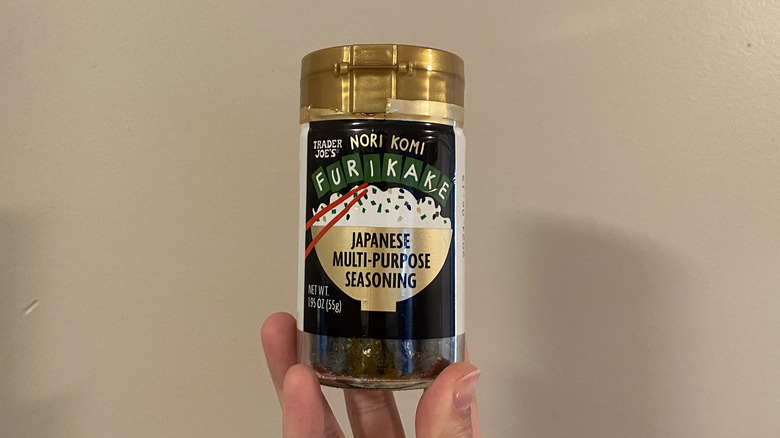 TRADER
JOE'S
NORI KOMI
FURIKAKE
JAPANESE
MULTI-PURPOSE
SEASONING
NET WT.
1.95 OZ (55g)